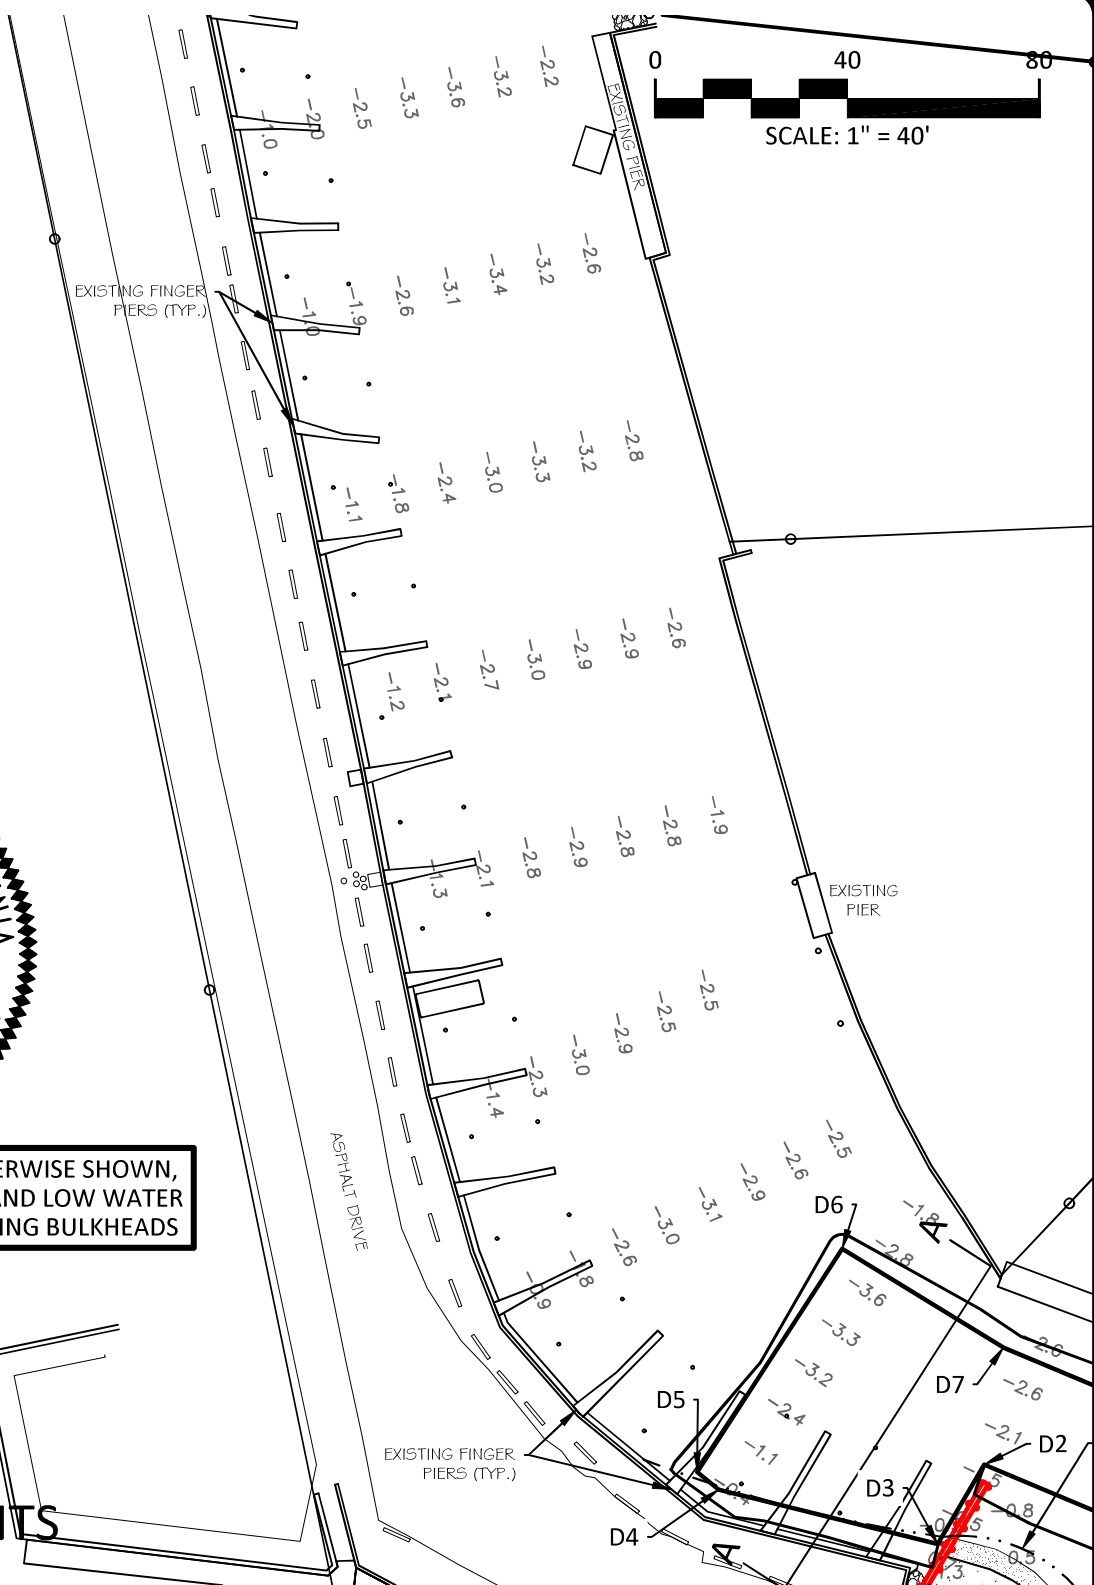 0 40 80
SCALE: 1" = 40'
EXISTING PIER
-1.0 -2.0 -2.5 -3.3 -3.6 -3.2 -2.2
EXISTING FINGER
PIERS (TYP.)
-1.0 -1.9 -2.6 -3.1 -3.4 -3.2 -2.6
-1.1 -1.8 -2.4 -3.0 -3.3 -3.2 -2.8
-1.2 -2.1 -2.7 -3.0 -2.9 -2.9 -2.6
-1.3 -2.1 -2.8 -2.9 -2.8 -2.8 -1.9
EXISTING
PIER
-1.4 -2.3 -3.0 -2.9 -2.5 -2.5
ASPHALT DRIVE
ERWISE SHOWN,
AND LOW WATER
ING BULKHEADS
-0.9 -1.8 -2.6 -3.0 -3.1 -2.9 -2.6 -2.5
-1.8
A
D6
-2.8
-3.6
-3.3
-3.2
-2.4
-1.1
-2.6
D7
-2.6
-2.1
D5
D2
D3
-0.8
0.5
D4
A
EXISTING FINGER
PIERS (TYP.)
ITS